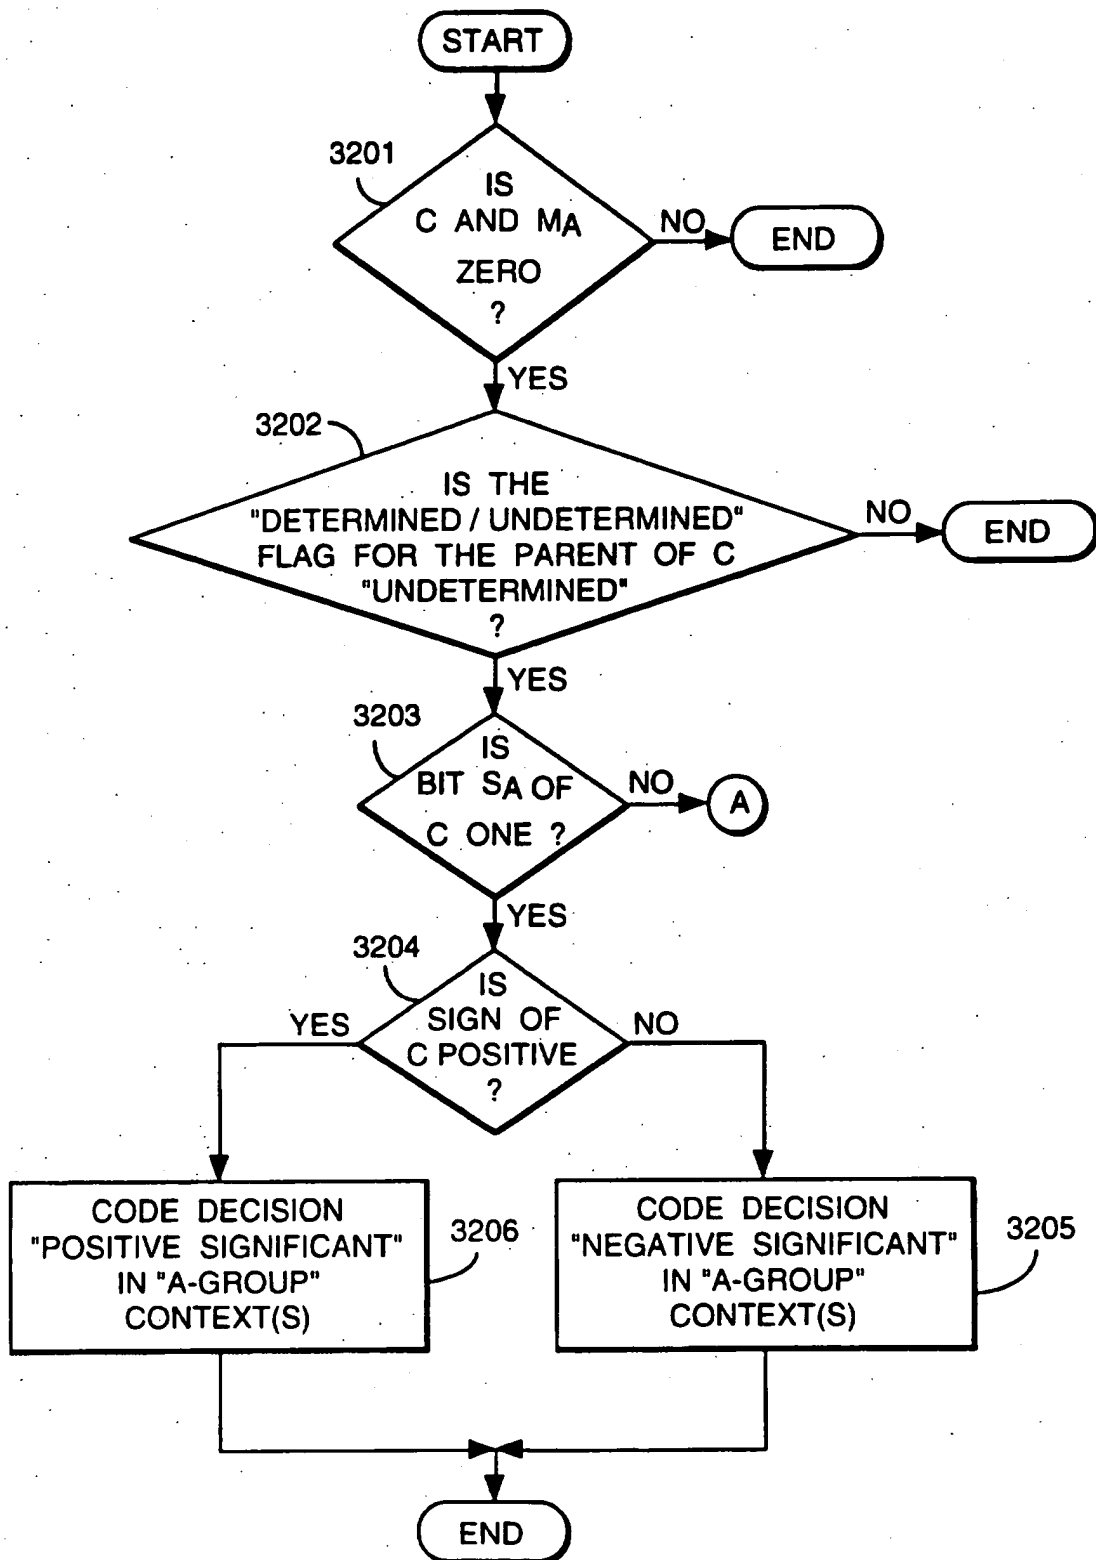 START
3201
IS
C AND MA
ZERO
?
NO
END
YES
3202
IS THE
"DETERMINED / UNDETERMINED"
FLAG FOR THE PARENT OF C
"UNDETERMINED"
?
NO
END
YES
3203
IS
BIT SA OF
C ONE ?
NO
A
YES
3204
IS
SIGN OF
C POSITIVE
?
YES
NO
CODE DECISION
"POSITIVE SIGNIFICANT"
IN "A-GROUP"
CONTEXT(S)
3206
CODE DECISION
"NEGATIVE SIGNIFICANT"
IN "A-GROUP"
CONTEXT(S)
3205
END